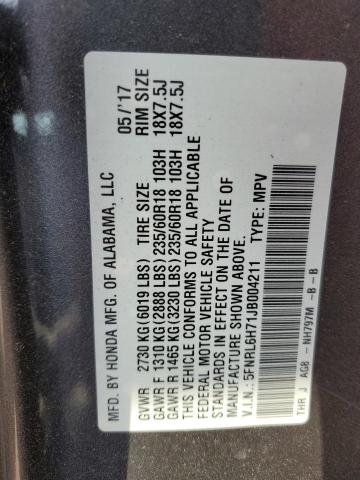 MFD. BY HONDA MFG. OF ALABAMA, LLC 05/'17
GVWR 2730 KG(6019 LBS) TIRE SIZE RIM SIZE
GAWR F 1310 KG(2888 LBS)235/60R18 103H 18X7.5J
GAWR R 1465 KG(3230 LBS)235/60R18 103H 18X7.5J
THIS VEHICLE CONFORMS TO ALL APPLICABLE
FEDERAL MOTOR VEHICLE SAFETY
STANDARDS IN EFFECT ON THE DATE OF
MANUFACTURE SHOWN ABOVE.
V.I.N.: 5FNRL6H71JB004211 TYPE: MPV
THR J AG8 - NH797M -B -B